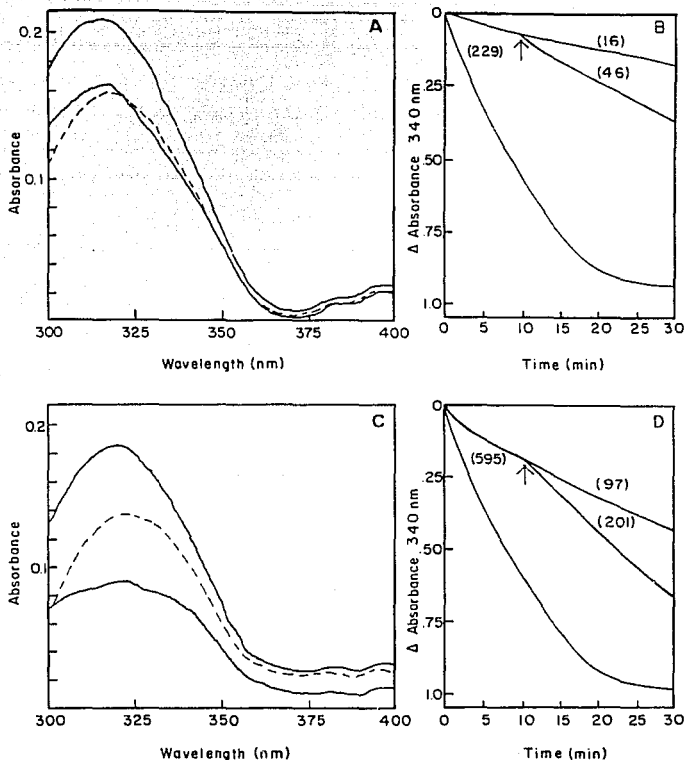 A
0.2
0.1
Absorbance
300 325 350 375 400
Wavelength (nm)
B
0
.25
.50
.75
1.0
Δ Absorbance 340 nm
(229)
(16)
(46)
0 5 10 15 20 25 30
Time (min)
C
0.2
0.1
Absorbance
300 325 350 375 400
Wavelength (nm)
D
0
.25
.50
.75
1.0
Δ Absorbance 340 nm
(595)
(97)
(201)
0 5 10 15 20 25 30
Time (min)